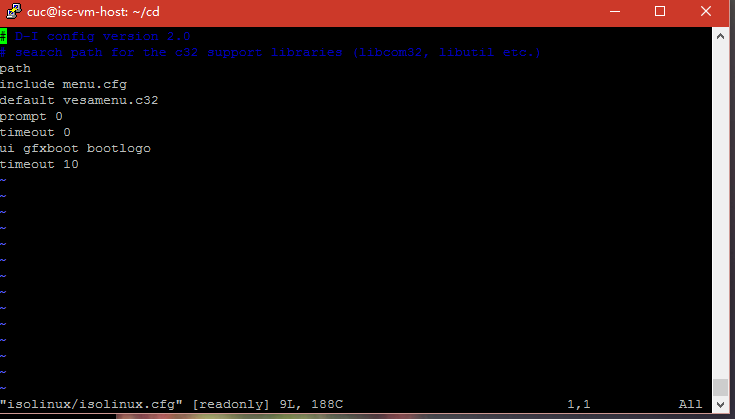 cuc@isc-vm-host: ~/cd
# D-I config version 2.0
# search path for the c32 support libraries (libcom32, libutil etc.)
path
include menu.cfg
default vesamenu.c32
prompt 0
timeout 0
ui gfxboot bootlogo
timeout 10
~
~
~
~
~
~
~
~
~
~
~
~
~
~
"isolinux/isolinux.cfg" [readonly] 9L, 188C 1,1 All